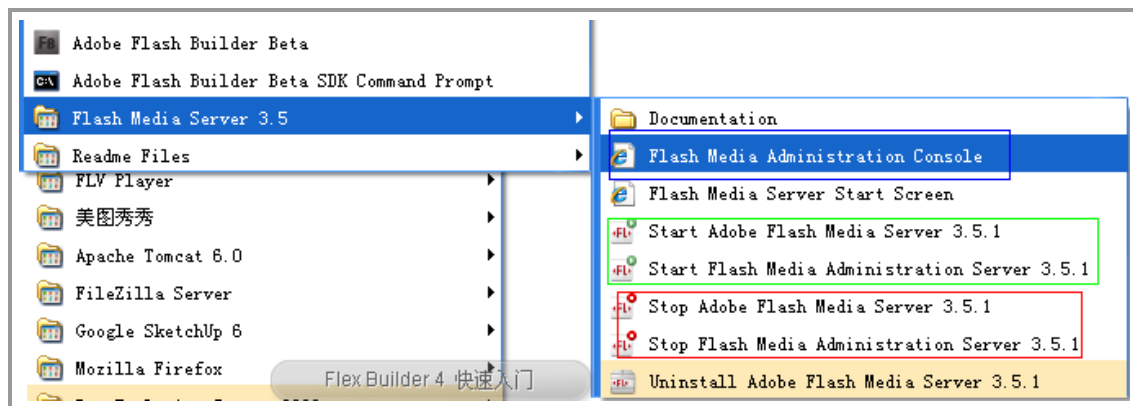 Adobe Flash Builder Beta
Adobe Flash Builder Beta SDK Command Prompt
Flash Media Server 3.5
Readme Files
FLV Player
美图秀秀
Apache Tomcat 6.0
FileZilla Server
Google SketchUp 6
Mozilla Firefox
Flex Builder 4 快速入门
Documentation
Flash Media Administration Console
Flash Media Server Start Screen
Start Adobe Flash Media Server 3.5.1
Start Flash Media Administration Server 3.5.1
Stop Adobe Flash Media Server 3.5.1
Stop Flash Media Administration Server 3.5.1
Uninstall Adobe Flash Media Server 3.5.1